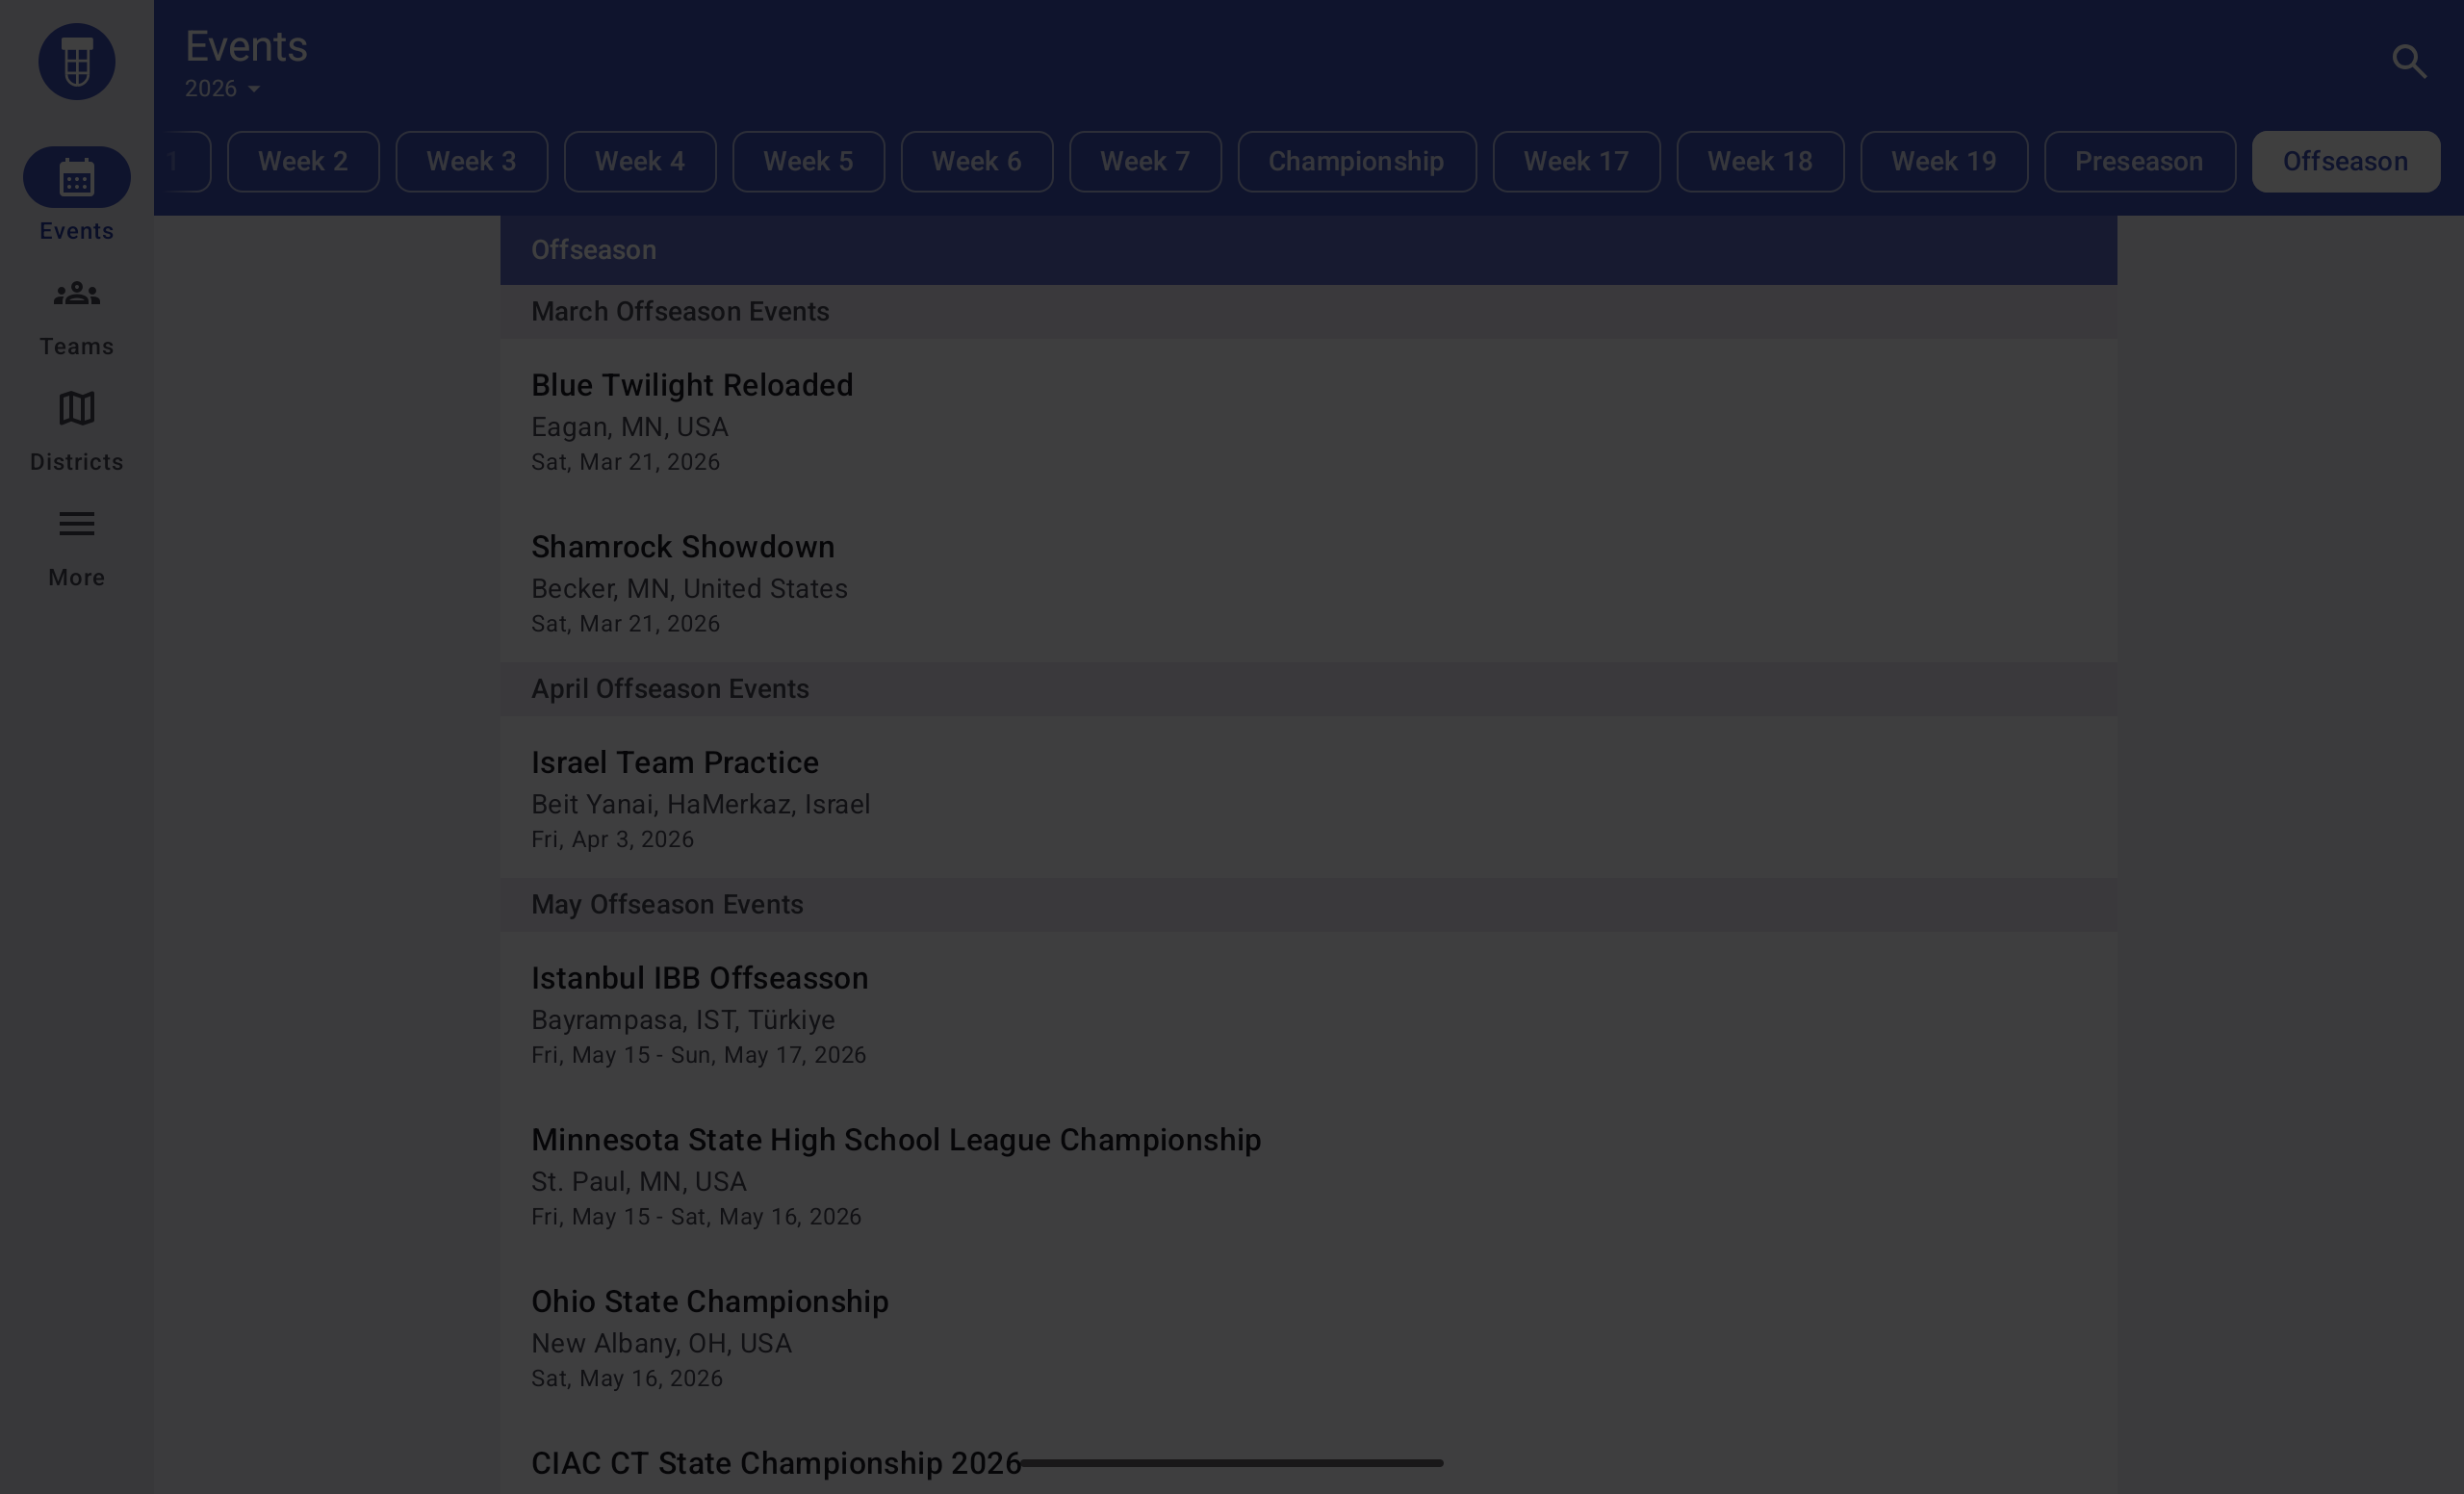 Events
2026
1
Week 2
Week 3
Week 4
Week 5
Week 6
Week 7
Championship
Week 17
Week 18
Week 19
Preseason
Offseason
Events
Teams
Districts
More
Offseason
March Offseason Events
Blue Twilight Reloaded
Eagan, MN, USA
Sat, Mar 21, 2026
Shamrock Showdown
Becker, MN, United States
Sat, Mar 21, 2026
April Offseason Events
Israel Team Practice
Beit Yanai, HaMerkaz, Israel
Fri, Apr 3, 2026
May Offseason Events
Istanbul IBB Offseasson
Bayrampasa, IST, Türkiye
Fri, May 15 - Sun, May 17, 2026
Minnesota State High School League Championship
St. Paul, MN, USA
Fri, May 15 - Sat, May 16, 2026
Ohio State Championship
New Albany, OH, USA
Sat, May 16, 2026
CIAC CT State Championship 2026